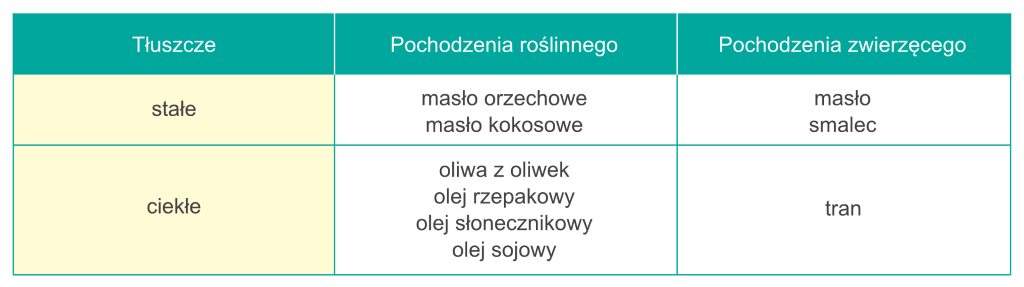 Tłuszcze
Pochodzenia roślinnego
Pochodzenia zwierzęcego
stałe
masło orzechowe
masło kokosowe
masło
smalec
ciekłe
oliwa z oliwek
olej rzepakowy
olej słonecznikowy
olej sojowy
tran